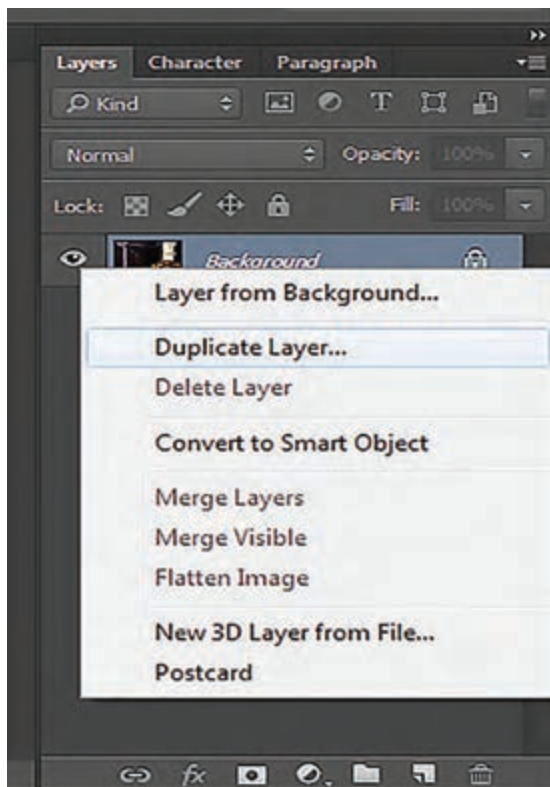 Layers Character Paragraph
Kind
Normal Opacity: 100%
Lock: Fill: 100%
Background
Layer from Background...
Duplicate Layer...
Delete Layer
Convert to Smart Object
Merge Layers
Merge Visible
Flatten Image
New 3D Layer from File...
Postcard
fx